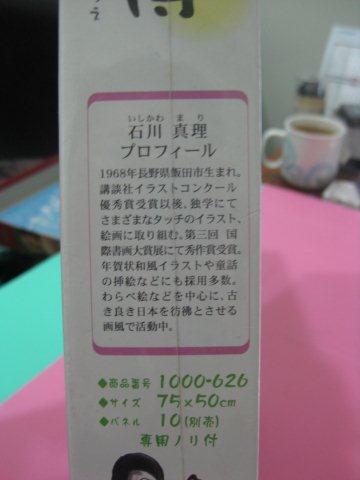 いしかわ まり
石川 真理
プロフィール
1968年長野県飯田市生まれ。
講談社イラストコンクール
優秀賞受賞以後、独学にて
さまざまなタッチのイラスト、
絵画に取り組む。第三回 国
際書画大賞展にて秀作賞受賞。
年賀状和風イラストや童話
の挿絵などにも採用多数。
わらべ絵などを中心に、古
き良き日本を彷彿とさせる
画風で活動中。
◆商品番号 1000-626
◆サイズ 75×50cm
◆パネル 10(別売)
専用ノリ付